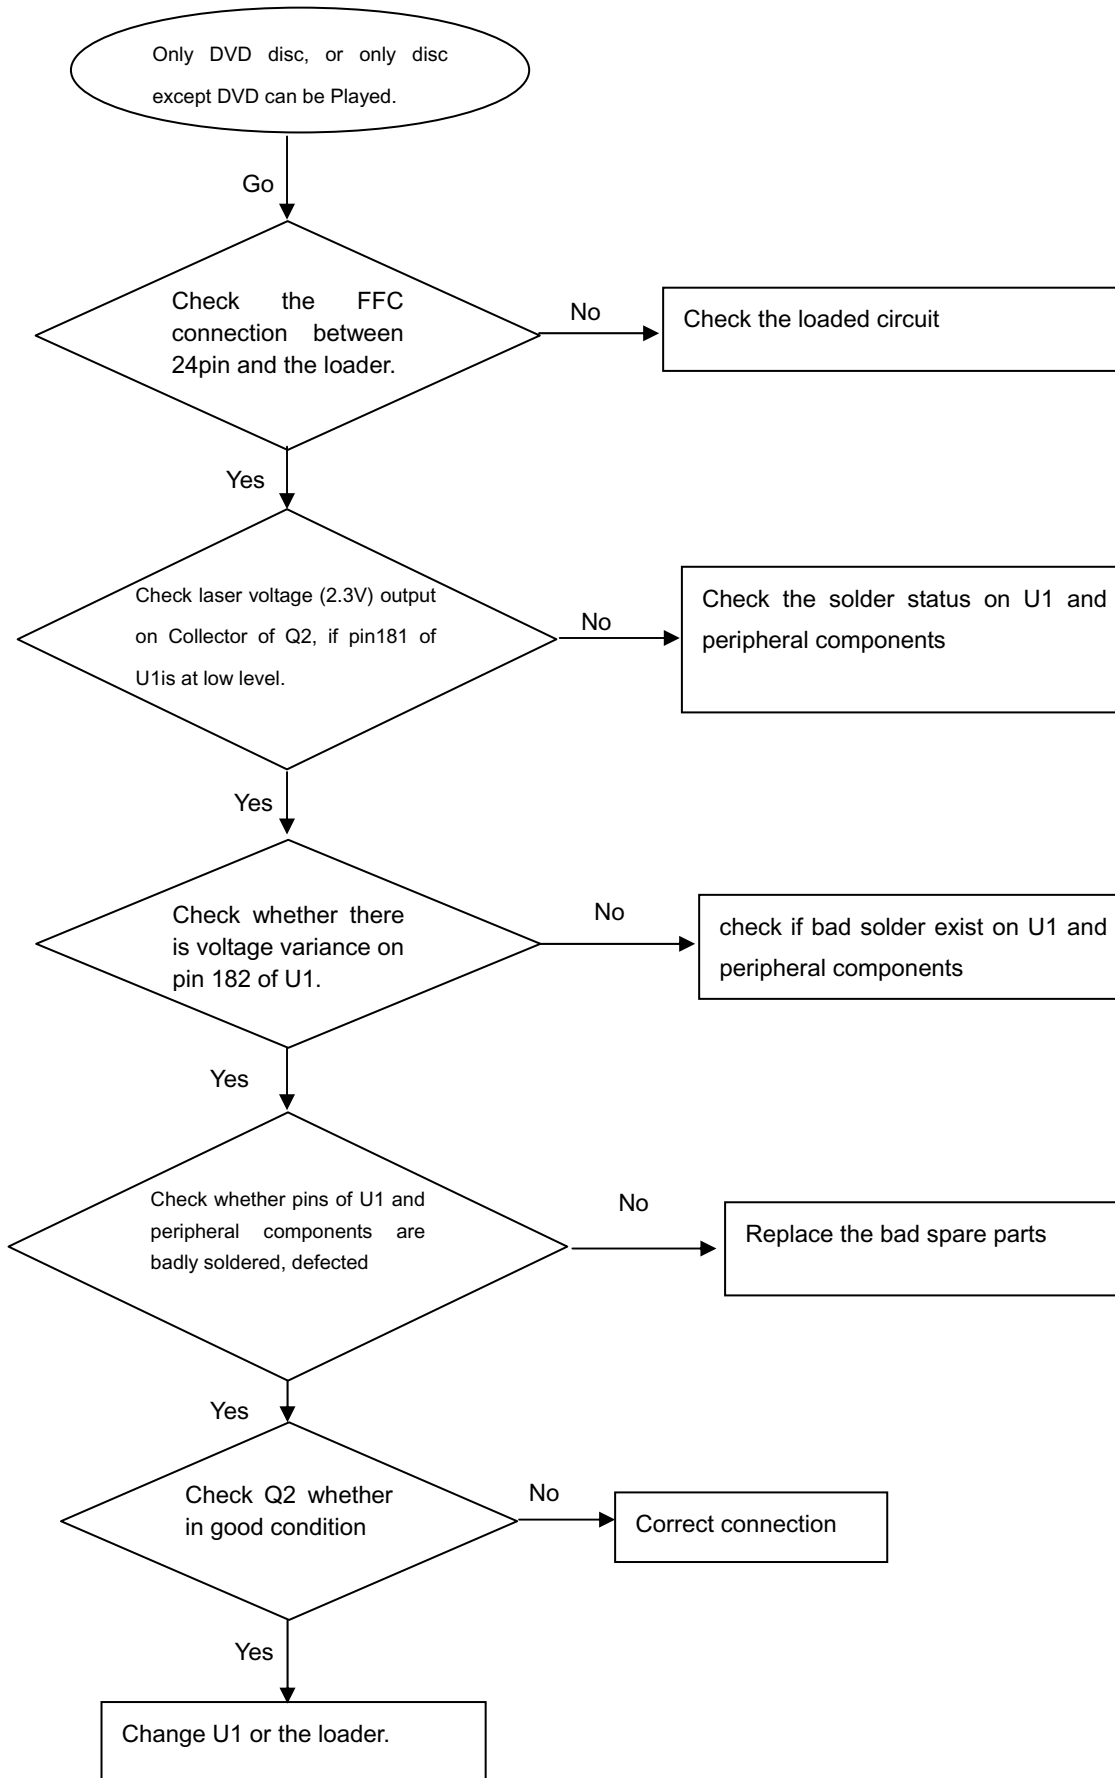 Only DVD disc, or only disc
except DVD can be Played.
Go
Check the FFC
connection between
24pin and the loader.
No
Check the loaded circuit
Yes
Check laser voltage (2.3V) output
on Collector of Q2, if pin181 of
U1is at low level.
No
Check the solder status on U1 and
peripheral components
Yes
Check whether there
is voltage variance on
pin 182 of U1.
No
check if bad solder exist on U1 and
peripheral components
Yes
Check whether pins of U1 and
peripheral components are
badly soldered, defected
No
Replace the bad spare parts
Yes
Check Q2 whether
in good condition
No
Correct connection
Yes
Change U1 or the loader.